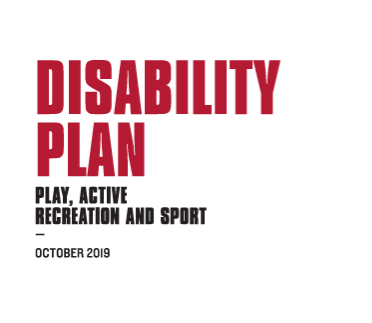 DISABILITY
PLAN
PLAY, ACTIVE
RECREATION AND SPORT
–
OCTOBER 2019